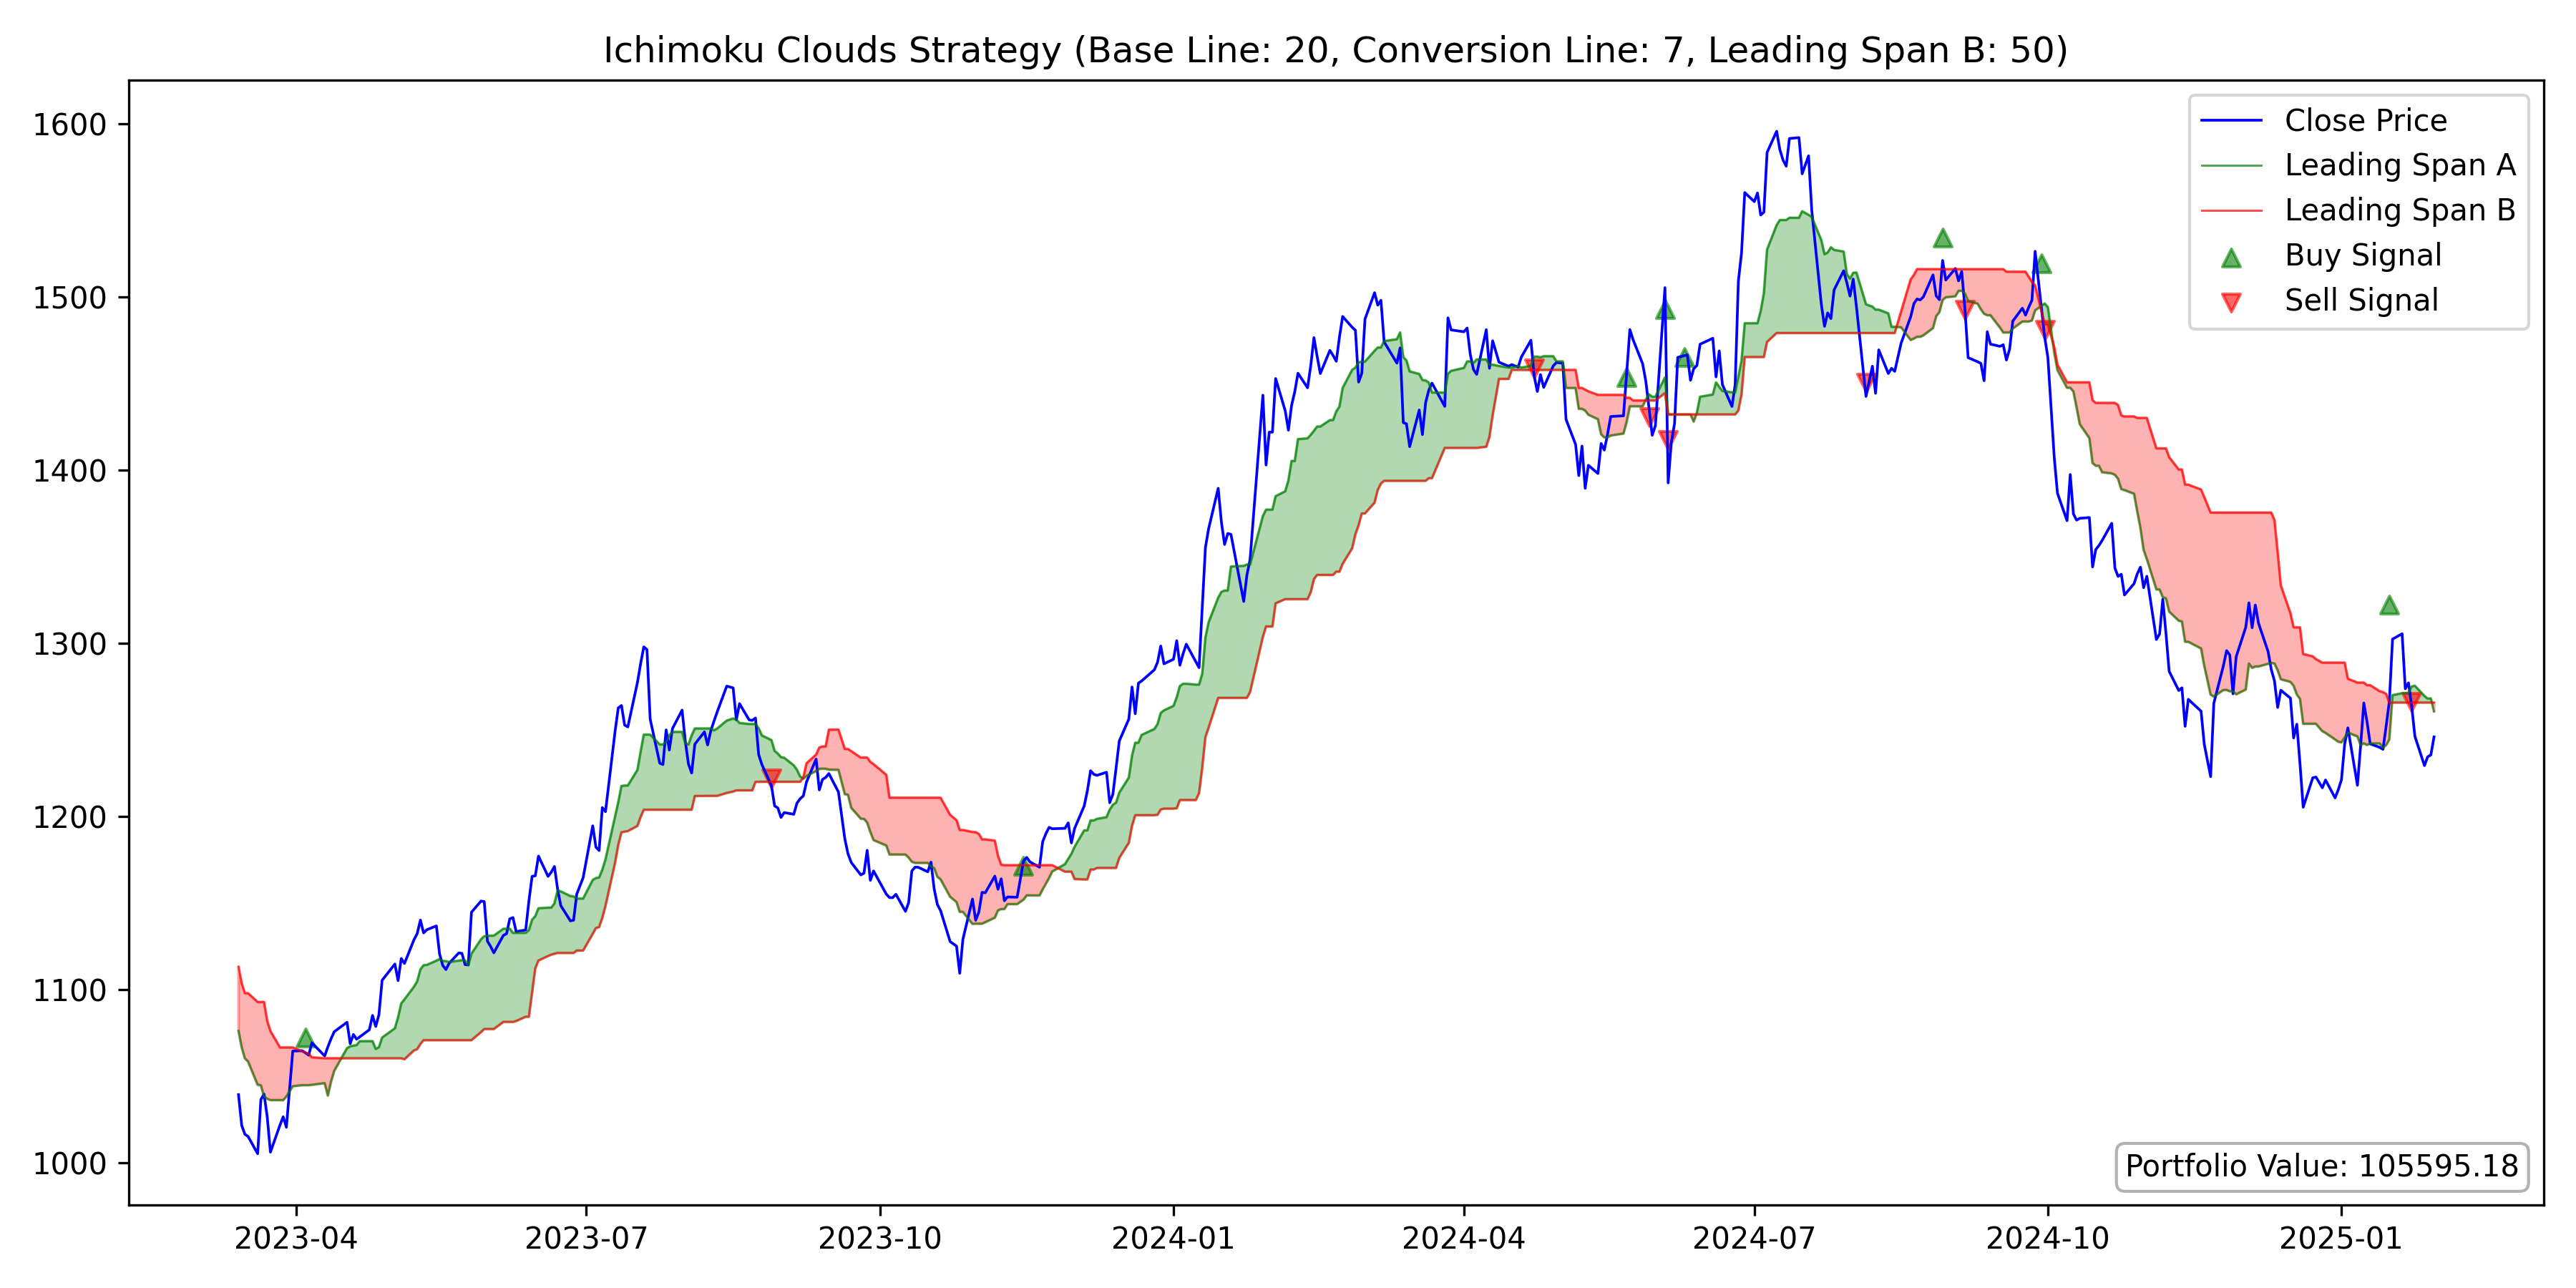 Ichimoku Clouds Strategy (Base Line: 20, Conversion Line: 7, Leading Span B: 50)
1600
1500
1400
1300
1200
1100
1000
Close Price
Leading Span A
Leading Span B
Buy Signal
Sell Signal
Portfolio Value: 105595.18
2023-04
2023-07
2023-10
2024-01
2024-04
2024-07
2024-10
2025-01